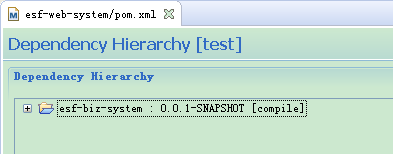 esf-web-system/pom.xml
Dependency Hierarchy [test]
Dependency Hierarchy
esf-biz-system : 0.0.1-SNAPSHOT [compile]